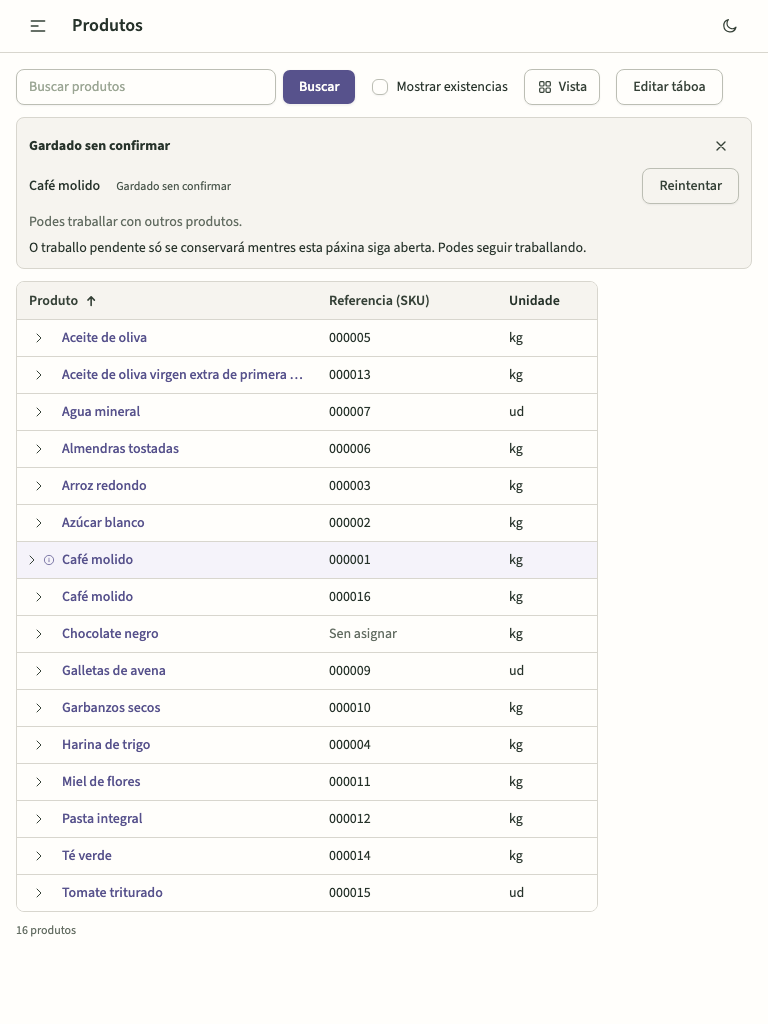 Produtos
Buscar produtos
Buscar
Mostrar existencias
Vista
Editar táboa
Gardado sen confirmar
Café molido Gardado sen confirmar
Reintentar
Podes traballar con outros produtos.
O traballo pendente só se conservará mentres esta páxina siga aberta. Podes seguir traballando.
Produto Referencia (SKU) Unidade
Aceite de oliva 000005 kg
Aceite de oliva virgen extra de primera … 000013 kg
Agua mineral 000007 ud
Almendras tostadas 000006 kg
Arroz redondo 000003 kg
Azúcar blanco 000002 kg
Café molido 000001 kg
Café molido 000016 kg
Chocolate negro Sen asignar kg
Galletas de avena 000009 ud
Garbanzos secos 000010 kg
Harina de trigo 000004 kg
Miel de flores 000011 kg
Pasta integral 000012 kg
Té verde 000014 kg
Tomate triturado 000015 ud
16 produtos